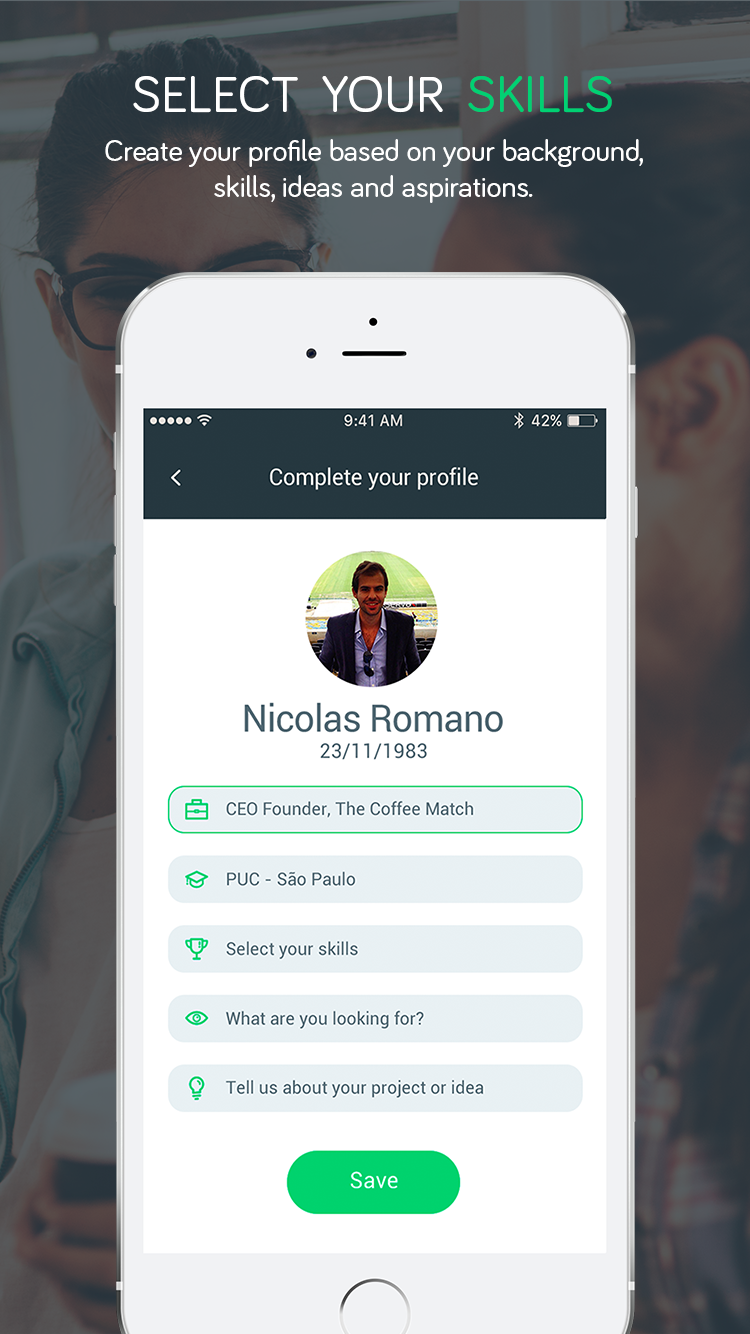 SELECT YOUR SKILLS
Create your profile based on your background,
skills, ideas and aspirations.
9:41 AM
42%
Complete your profile
Nicolas Romano
23/11/1983
CEO Founder, The Coffee Match
PUC - São Paulo
Select your skills
What are you looking for?
Tell us about your project or idea
Save